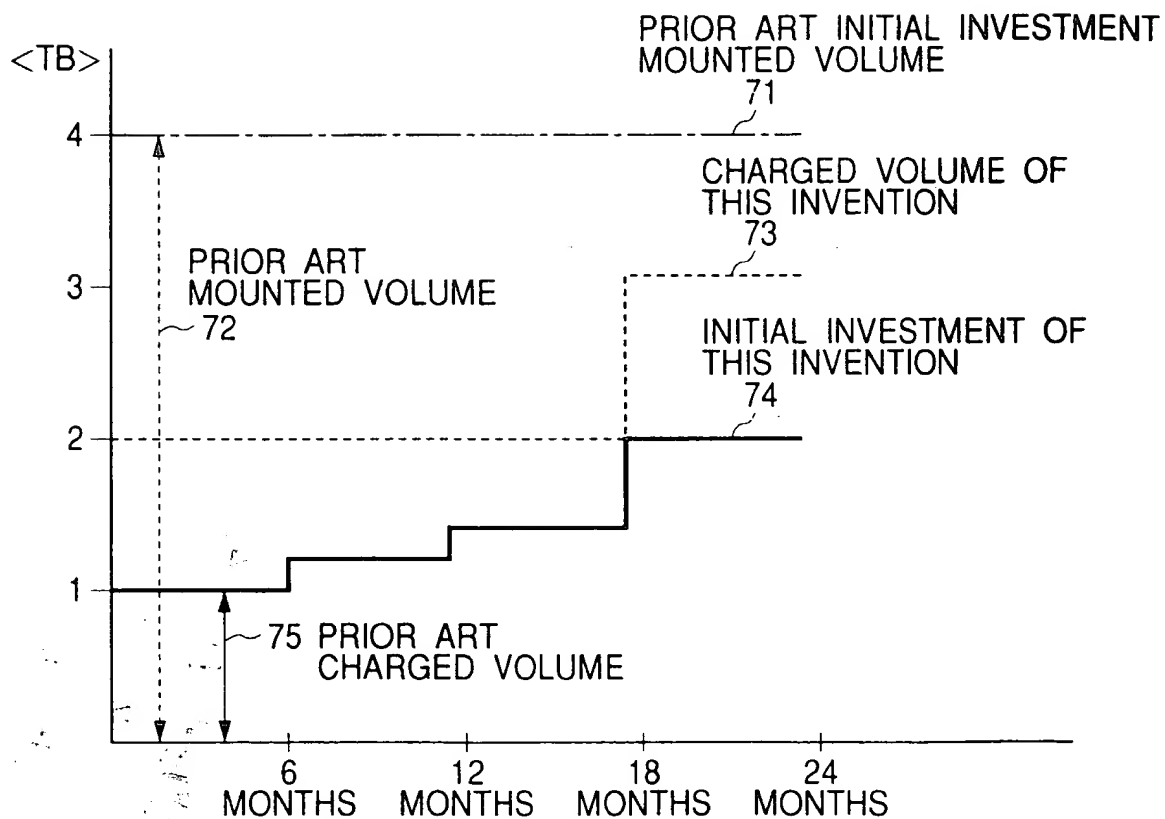 PRIOR ART INITIAL INVESTMENT
MOUNTED VOLUME
71
<TB>
4
CHARGED VOLUME OF
THIS INVENTION
73
PRIOR ART
MOUNTED VOLUME
72
3
INITIAL INVESTMENT OF
THIS INVENTION
74
2
1
75 PRIOR ART
CHARGED VOLUME
6 12 18 24
MONTHS MONTHS MONTHS MONTHS